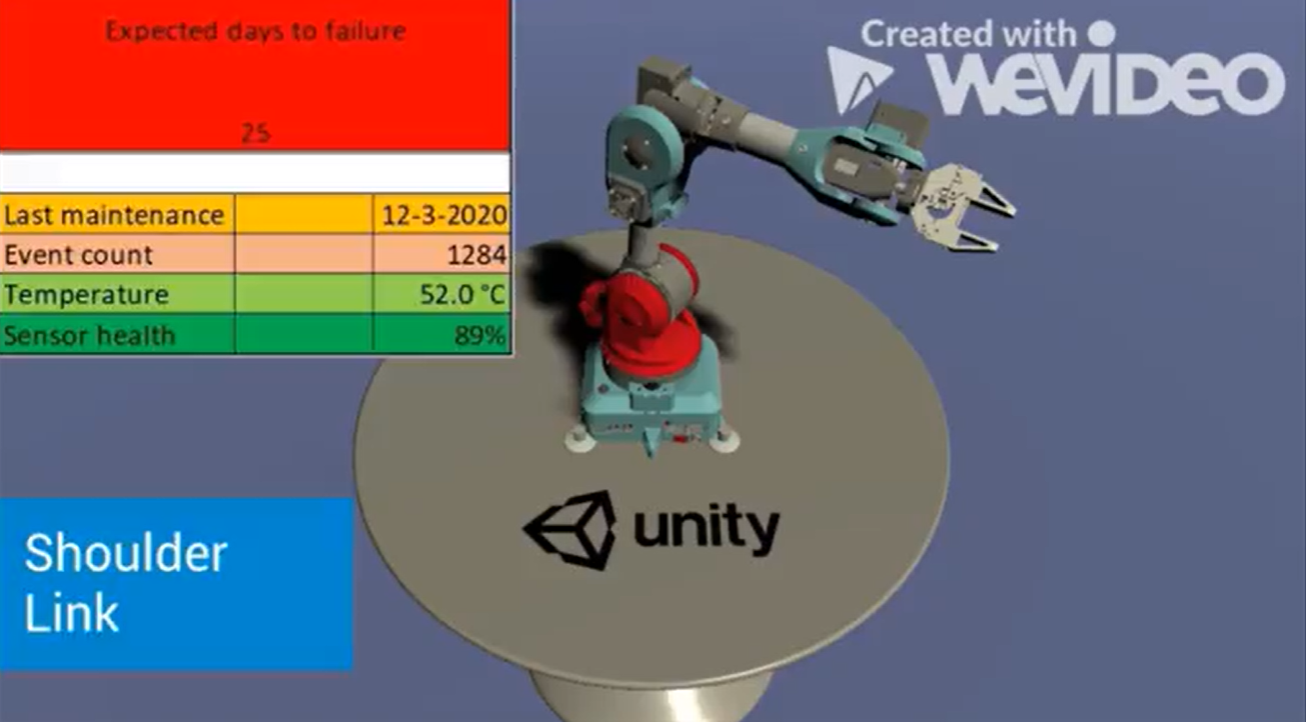 Expected days to failure
25
Last maintenance 12-3-2020
Event count 1284
Temperature 52.0 °C
Sensor health 89%
Created with
WEVIDEO
unity
Shoulder
Link